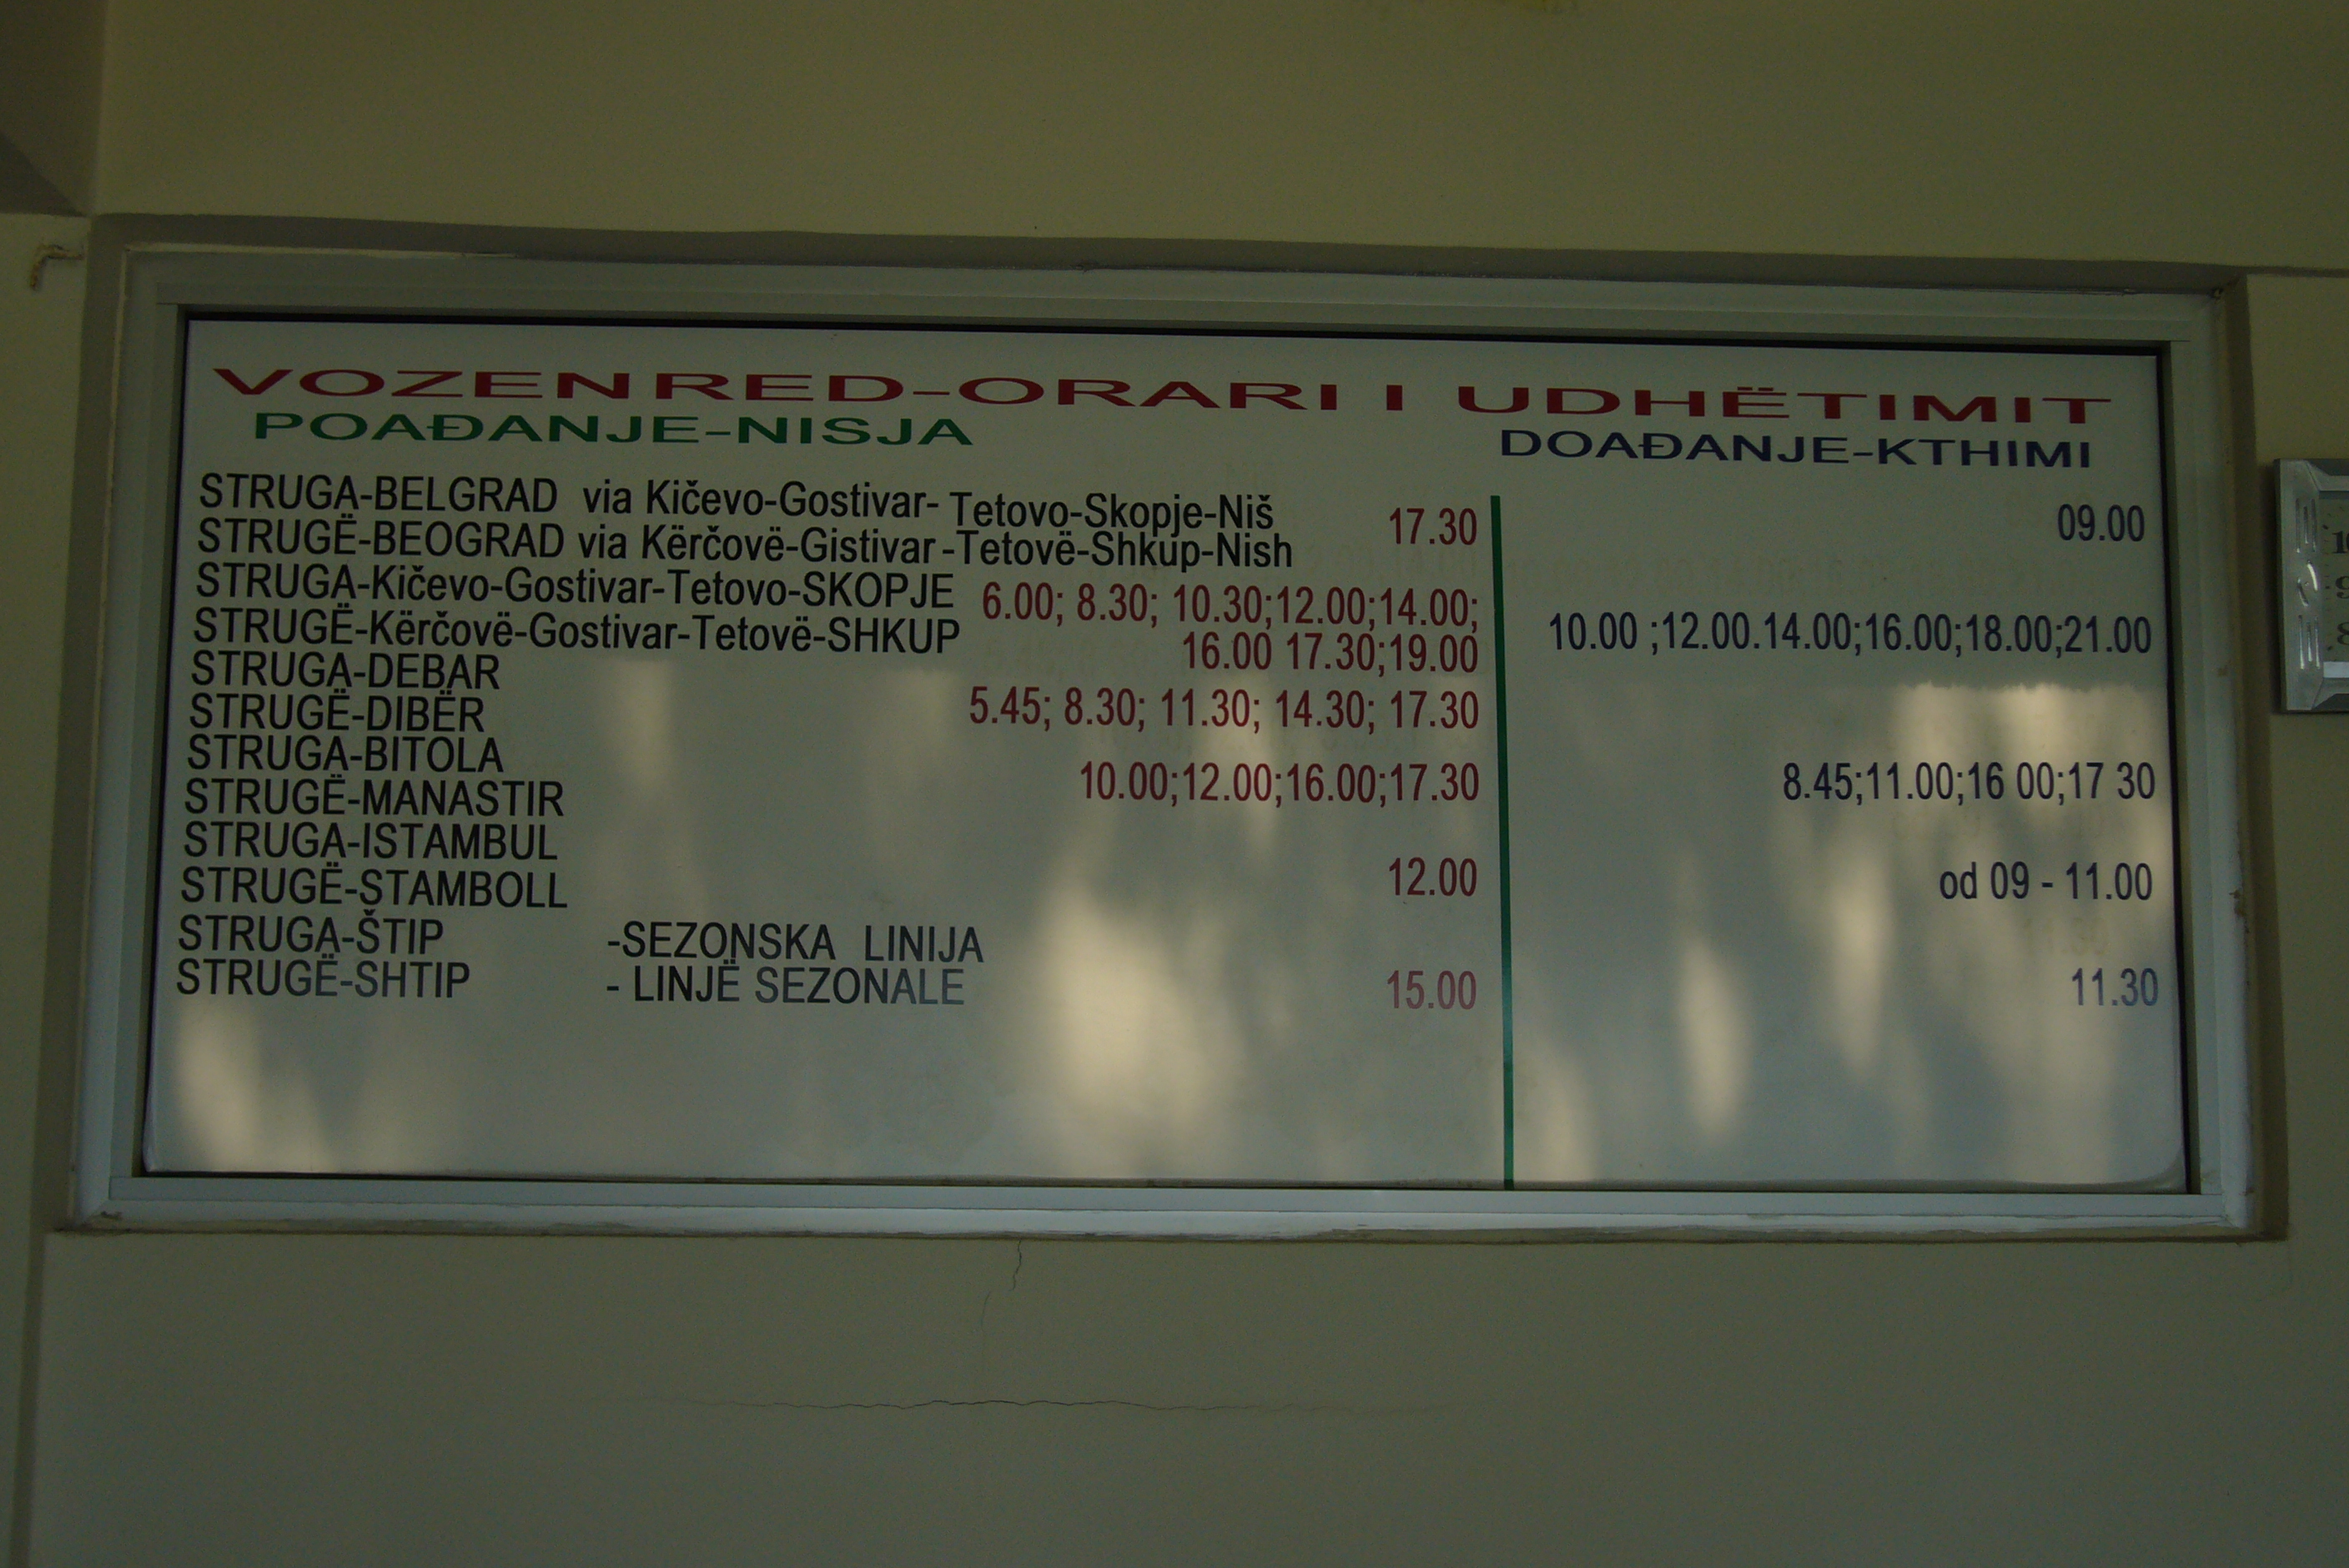 VOZEN RED-ORARI I UDHËTIMIT
POAĐANJE-NISJA
DOAĐANJE-KTHIMI
STRUGA-BELGRAD via Kičevo-Gostivar- Tetovo-Skopje-Niš
STRUGË-BEOGRAD via Kërčovë-Gistivar-Tetovë-Shkup-Nish
17.30
09.00
STRUGA-Kičevo-Gostivar-Tetovo-SKOPJE
STRUGË-Kërčovë-Gostivar-Tetovë-SHKUP
6.00; 8.30; 10.30;12.00;14.00;
16.00 17.30;19.00
10.00 ;12.00.14.00;16.00;18.00;21.00
STRUGA-DEBAR
STRUGË-DIBËR
5.45; 8.30; 11.30; 14.30; 17.30
STRUGA-BITOLA
STRUGË-MANASTIR
10.00;12.00;16.00;17.30
8.45;11.00;16 00;17 30
STRUGA-ISTAMBUL
STRUGË-STAMBOLL
12.00
od 09 - 11.00
STRUGA-ŠTIP -SEZONSKA LINIJA
STRUGË-SHTIP - LINJË SEZONALE
15.00
11.30